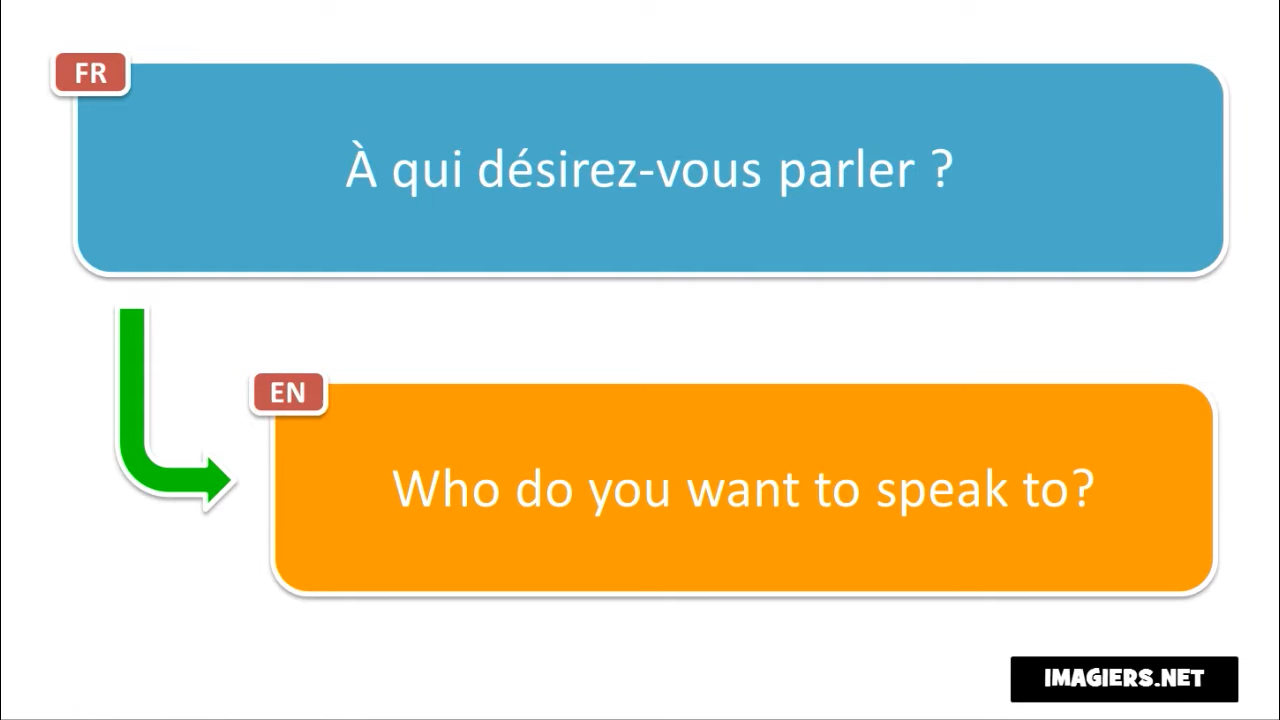 FR
À qui désirez-vous parler ?
EN
Who do you want to speak to?
IMAGIERS.NET